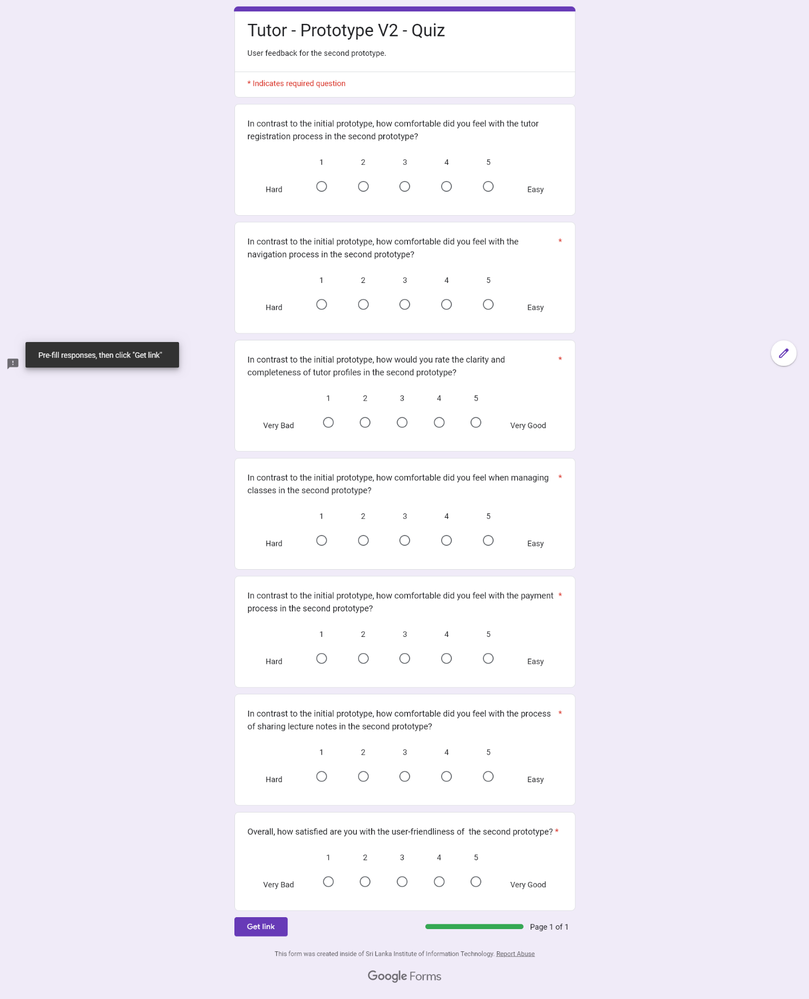 Tutor - Prototype V2 - Quiz
User feedback for the second prototype.
* Indicates required question
In contrast to the initial prototype, how comfortable did you feel with the tutor
registration process in the second prototype?
1 2 3 4 5
Hard Easy
In contrast to the initial prototype, how comfortable did you feel with the *
navigation process in the second prototype?
1 2 3 4 5
Hard Easy
Pre-fill responses, then click "Get link"
In contrast to the initial prototype, how would you rate the clarity and *
completeness of tutor profiles in the second prototype?
1 2 3 4 5
Very Bad Very Good
In contrast to the initial prototype, how comfortable did you feel when managing *
classes in the second prototype?
1 2 3 4 5
Hard Easy
In contrast to the initial prototype, how comfortable did you feel with the payment *
process in the second prototype?
1 2 3 4 5
Hard Easy
In contrast to the initial prototype, how comfortable did you feel with the process *
of sharing lecture notes in the second prototype?
1 2 3 4 5
Hard Easy
Overall, how satisfied are you with the user-friendliness of  the second prototype? *
1 2 3 4 5
Very Bad Very Good
Get link Page 1 of 1
This form was created inside of Sri Lanka Institute of Information Technology. Report Abuse
Google Forms